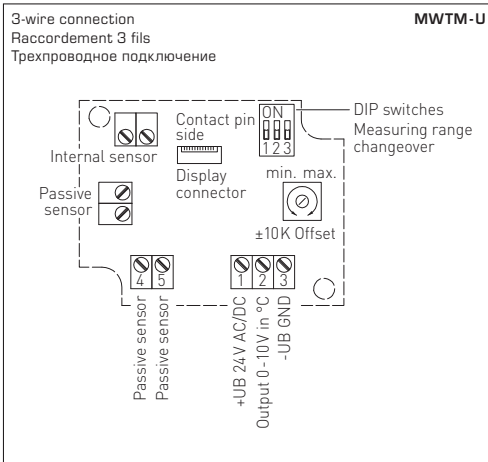 3-wire connection
Raccordement 3 fils
Трехпроводное подключение
MWTM-U
ON
1 2 3
DIP switches
Measuring range
changeover
Contact pin
side
Internal sensor
Display
connector
min. max.
±10K Offset
Passive
sensor
4 5
1 2 3
Passive sensor
Passive sensor
+UB 24V AC/DC
Output 0-10V in °C
-UB GND